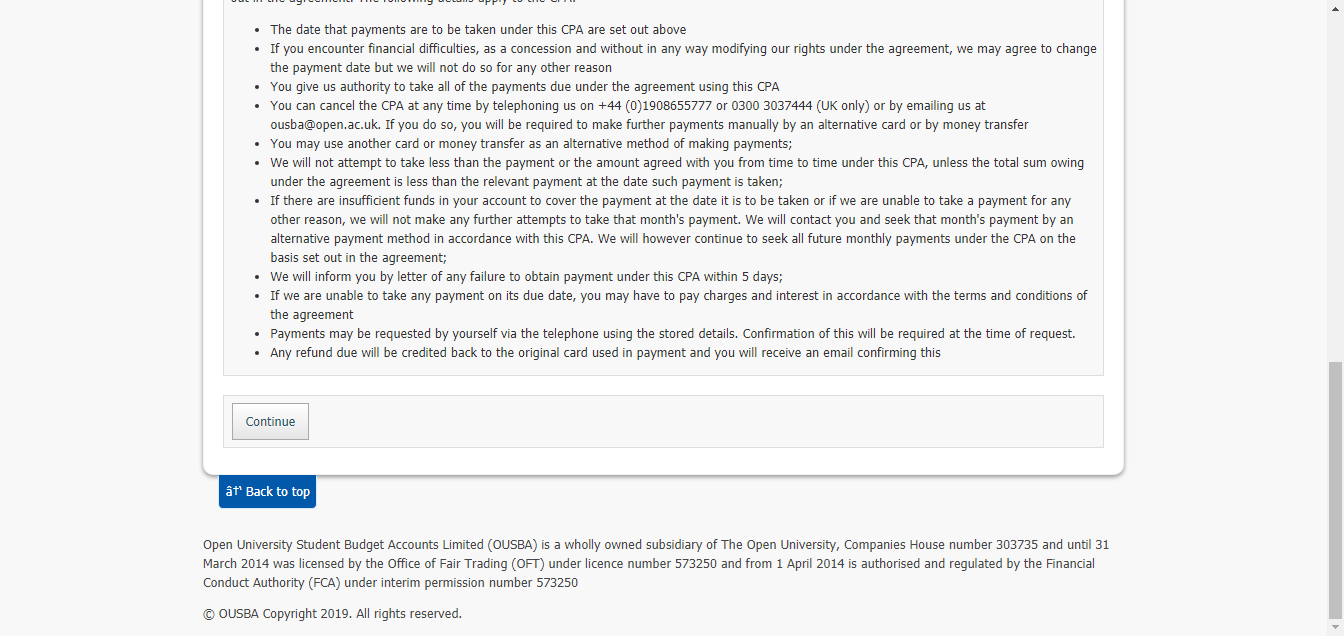 The date that payments are to be taken under this CPA are set out above
If you encounter financial difficulties, as a concession and without in any way modifying our rights under the agreement, we may agree to change
the payment date but we will not do so for any other reason
You give us authority to take all of the payments due under the agreement using this CPA
You can cancel the CPA at any time by telephoning us on +44 (0)1908655777 or 0300 3037444 (UK only) or by emailing us at
ousba@open.ac.uk. If you do so, you will be required to make further payments manually by an alternative card or by money transfer
You may use another card or money transfer as an alternative method of making payments;
We will not attempt to take less than the payment or the amount agreed with you from time to time under this CPA, unless the total sum owing
under the agreement is less than the relevant payment at the date such payment is taken;
If there are insufficient funds in your account to cover the payment at the date it is to be taken or if we are unable to take a payment for any
other reason, we will not make any further attempts to take that month's payment. We will contact you and seek that month's payment by an
alternative payment method in accordance with this CPA. We will however continue to seek all future monthly payments under the CPA on the
basis set out in the agreement;
We will inform you by letter of any failure to obtain payment under this CPA within 5 days;
If we are unable to take any payment on its due date, you may have to pay charges and interest in accordance with the terms and conditions of
the agreement
Payments may be requested by yourself via the telephone using the stored details. Confirmation of this will be required at the time of request.
Any refund due will be credited back to the original card used in payment and you will receive an email confirming this
Continue
â†‘ Back to top
Open University Student Budget Accounts Limited (OUSBA) is a wholly owned subsidiary of The Open University, Companies House number 303735 and until 31
March 2014 was licensed by the Office of Fair Trading (OFT) under licence number 573250 and from 1 April 2014 is authorised and regulated by the Financial
Conduct Authority (FCA) under interim permission number 573250
© OUSBA Copyright 2019. All rights reserved.